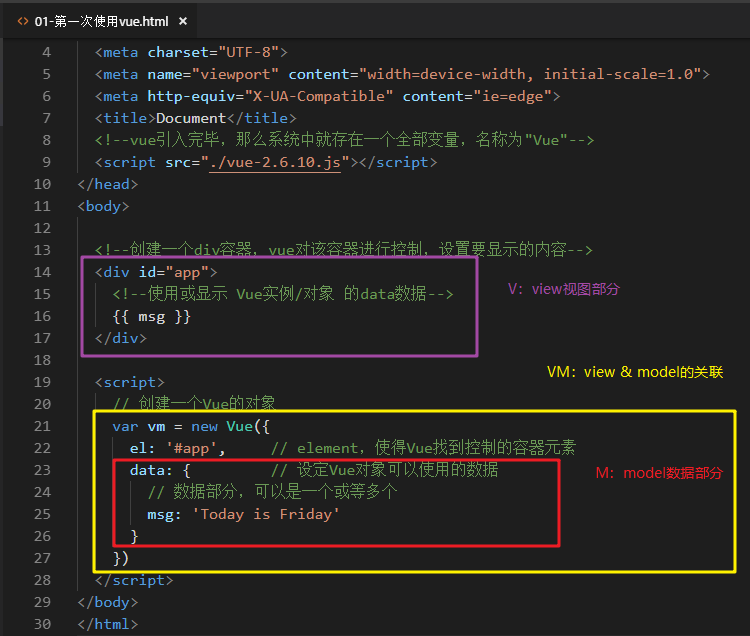 <> 01-第一次使用vue.html ×
4 <meta charset="UTF-8">
5 <meta name="viewport" content="width=device-width, initial-scale=1.0">
6 <meta http-equiv="X-UA-Compatible" content="ie=edge">
7 <title>Document</title>
8 <!--vue引入完毕，那么系统中就存在一个全部变量，名称为"Vue"-->
9 <script src="./vue-2.6.10.js"></script>
10 </head>
11 <body>
12
13 <!--创建一个div容器，vue对该容器进行控制，设置要显示的内容-->
14 <div id="app">
15 <!--使用或显示 Vue实例/对象 的data数据-->
V：view视图部分
16 {{ msg }}
17 </div>
18
VM：view & model的关联
19 <script>
20 // 创建一个Vue的对象
21 var vm = new Vue({
22 el: '#app', // element，使得Vue找到控制的容器元素
23 data: { // 设定Vue对象可以使用的数据
M：model数据部分
24 // 数据部分，可以是一个或等多个
25 msg: 'Today is Friday'
26 }
27 })
28 </script>
29 </body>
30 </html>